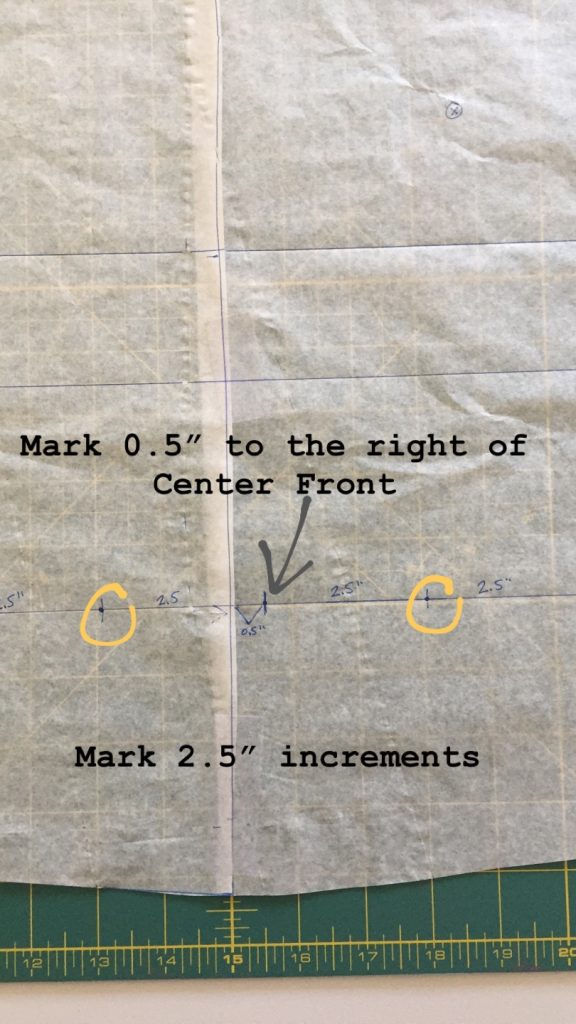 Mark 0.5” to the right of
Center Front
.5" 2.5 2.5" 2.5"
0.5"
Mark 2.5” increments
12 13 14 15 16 17 18 19 20